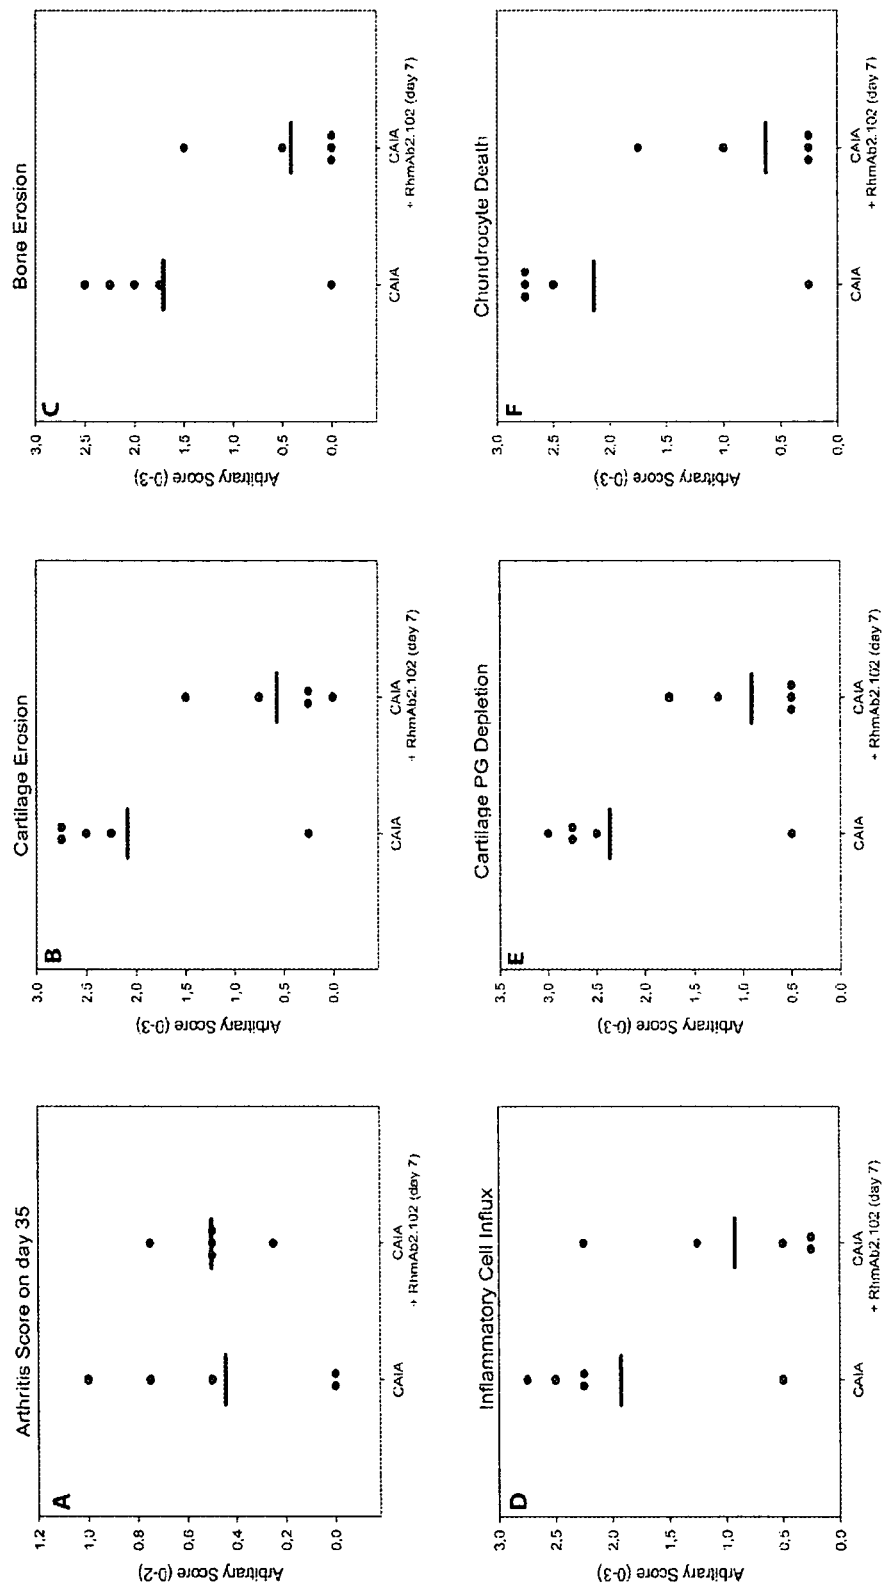 Arthritis Score on day 35
A
Arbitrary Score (0-2)
1,2
1,0
0,8
0,6
0,4
0,2
0,0
CAIA
CAIA
+ RhmAb2.102 (day 7)
Cartilage Erosion
B
Arbitrary Score (0-3)
3,0
2,5
2,0
1,5
1,0
0,5
0,0
CAIA
CAIA
+ RhmAb2.102 (day 7)
Bone Erosion
C
Arbitrary Score (0-3)
3,0
2,5
2,0
1,5
1,0
0,5
0,0
CAIA
CAIA
+ RhmAb2.102 (day 7)
Inflammatory Cell Influx
D
Arbitrary Score (0-3)
3,0
2,5
2,0
1,5
1,0
0,5
0,0
CAIA
CAIA
+ RhmAb2.102 (day 7)
Cartilage PG Depletion
E
Arbitrary Score (0-3)
3,5
3,0
2,5
2,0
1,5
1,0
0,5
0,0
CAIA
CAIA
+ RhmAb2.102 (day 7)
Chondrocyte Death
F
Arbitrary Score (0-3)
3,0
2,5
2,0
1,5
1,0
0,5
0,0
CAIA
CAIA
+ RhmAb2.102 (day 7)